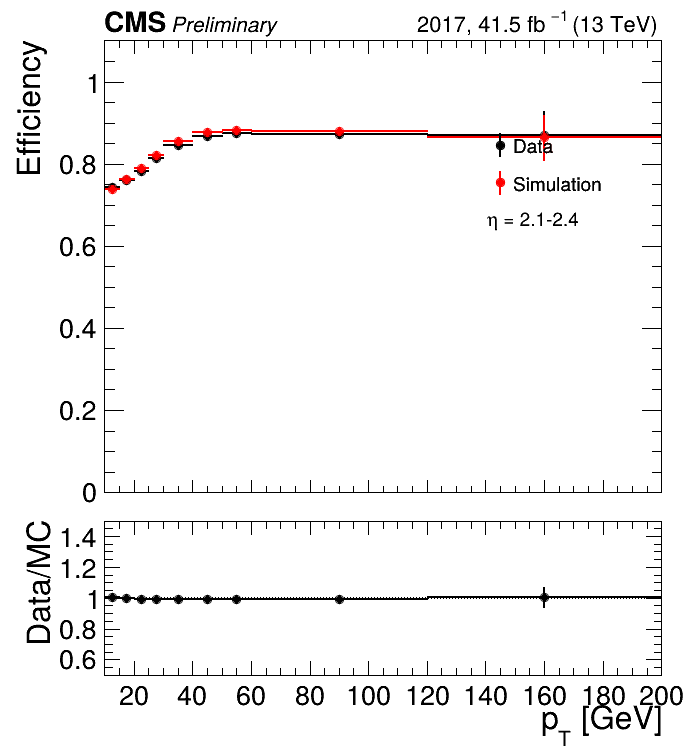 CMS Preliminary 2017, 41.5 fb⁻¹ (13 TeV)
Efficiency
1
0.8
0.6
0.4
0.2
0
Data
Simulation
η = 2.1-2.4
Data/MC
1.4
1.2
1
0.8
0.6
20 40 60 80 100 120 140 160 180 200
p_T [GeV]